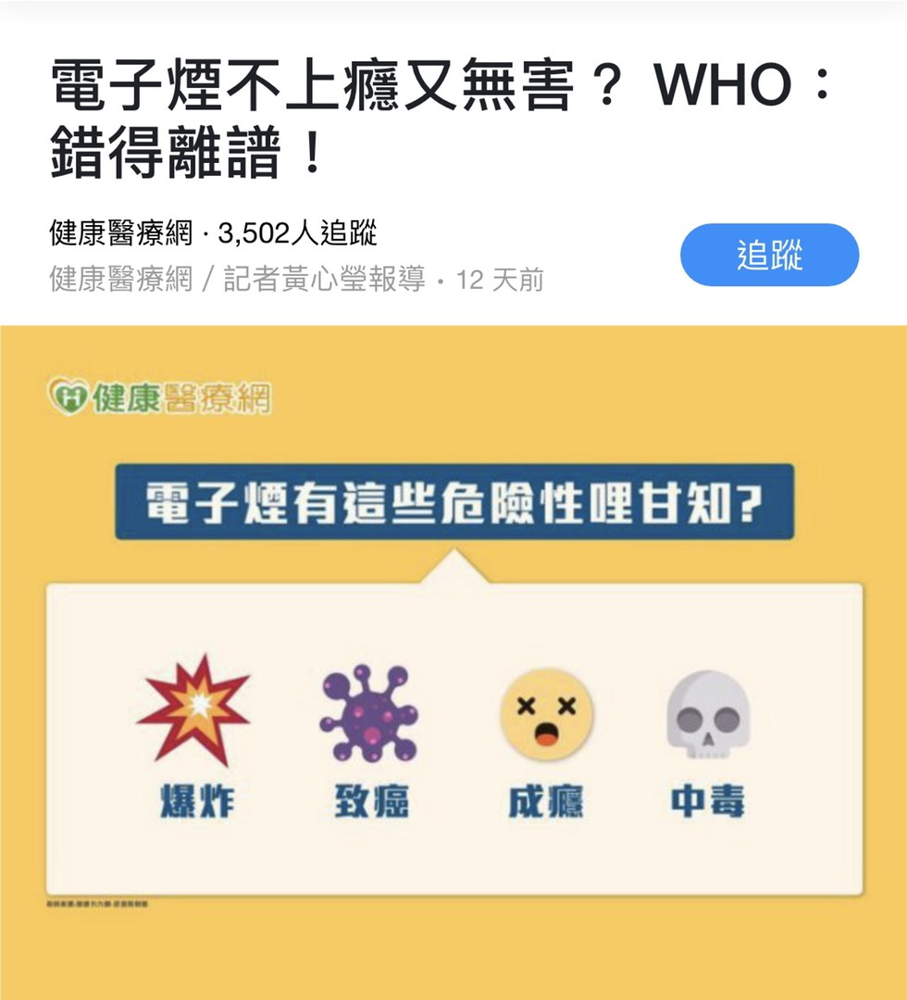 電子煙不上癮又無害？ WHO：
錯得離譜！
健康醫療網 · 3,502人追蹤
健康醫療網 / 記者黃心瑩報導 • 12 天前
追蹤
健康醫療網
電子煙有這些危險性哩甘知?
爆炸
致癌
成癮
中毒